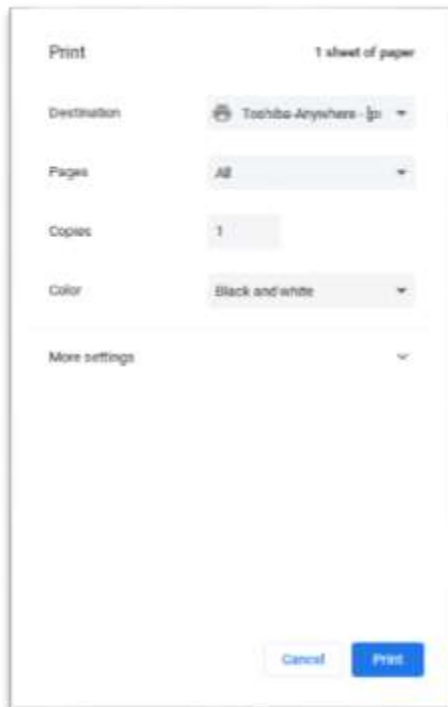 Print 1 sheet of paper
Destination Toshiba-Anywhere -
Pages All
Copies 1
Color Black and white
More settings
Cancel Print